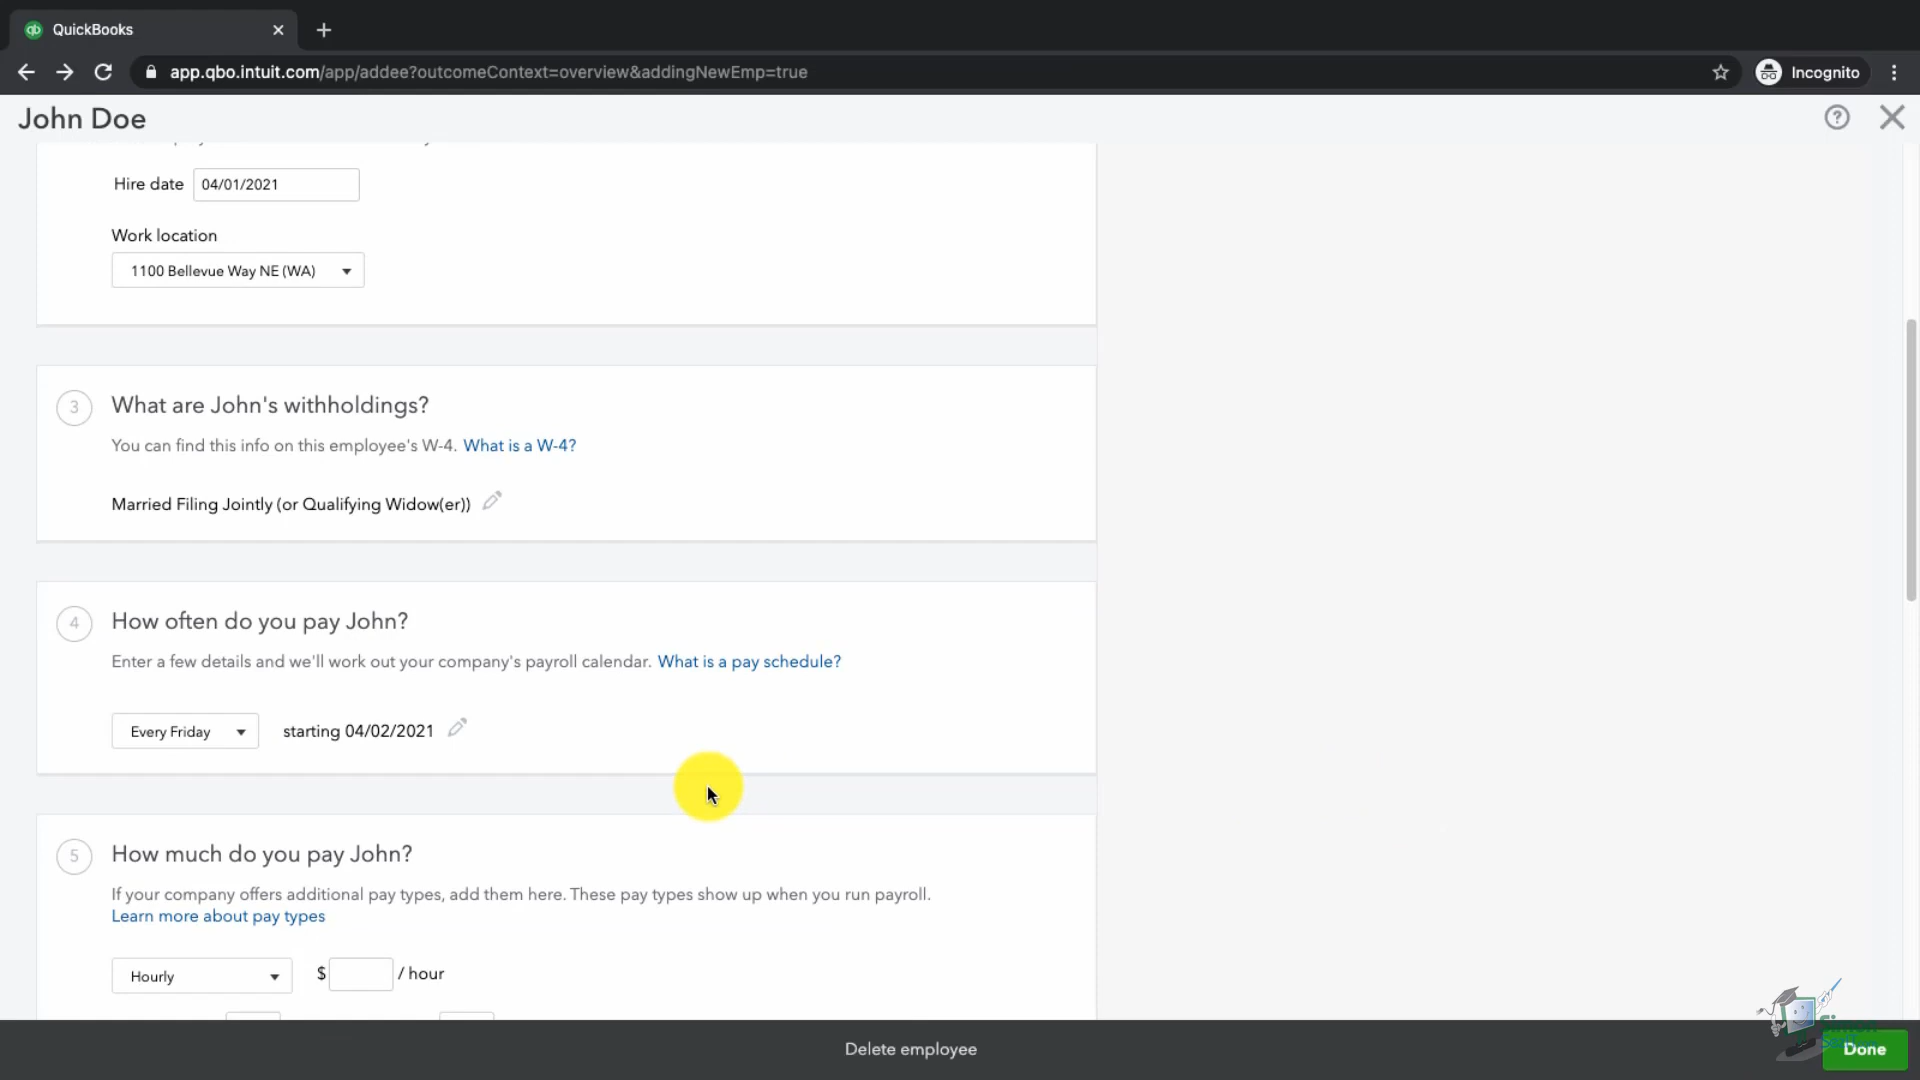 QuickBooks
app.qbo.intuit.com/app/addee?outcomeContext=overview&addingNewEmp=true
Incognito
John Doe
Hire date 04/01/2021
Work location
1100 Bellevue Way NE (WA)
3 What are John's withholdings?
You can find this info on this employee's W-4. What is a W-4?
Married Filing Jointly (or Qualifying Widow(er))
4 How often do you pay John?
Enter a few details and we'll work out your company's payroll calendar. What is a pay schedule?
Every Friday starting 04/02/2021
5 How much do you pay John?
If your company offers additional pay types, add them here. These pay types show up when you run payroll.
Learn more about pay types
Hourly $ / hour
Delete employee
Done